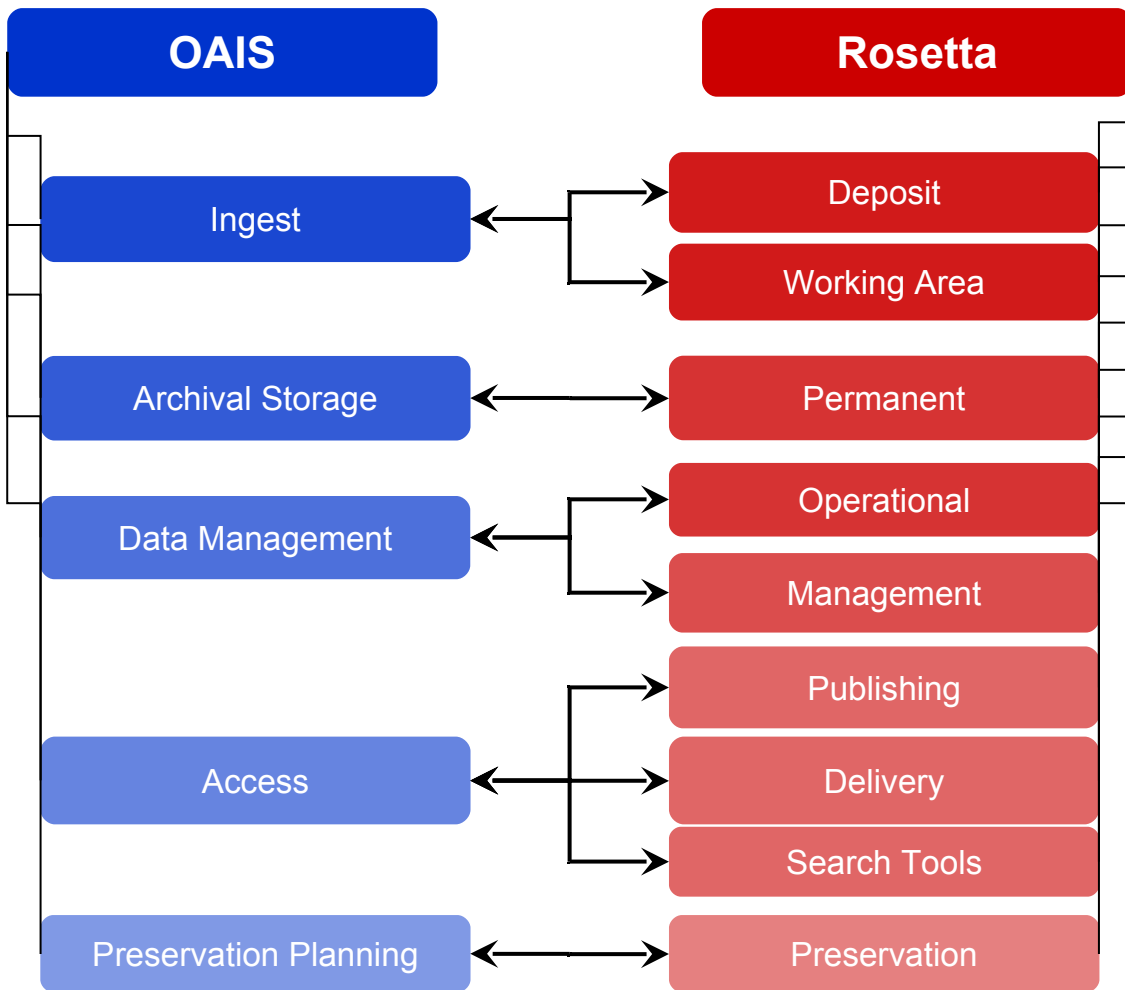 OAIS
Rosetta
Ingest
Deposit
Working Area
Archival Storage
Permanent
Data Management
Operational
Management
Access
Publishing
Delivery
Search Tools
Preservation Planning
Preservation